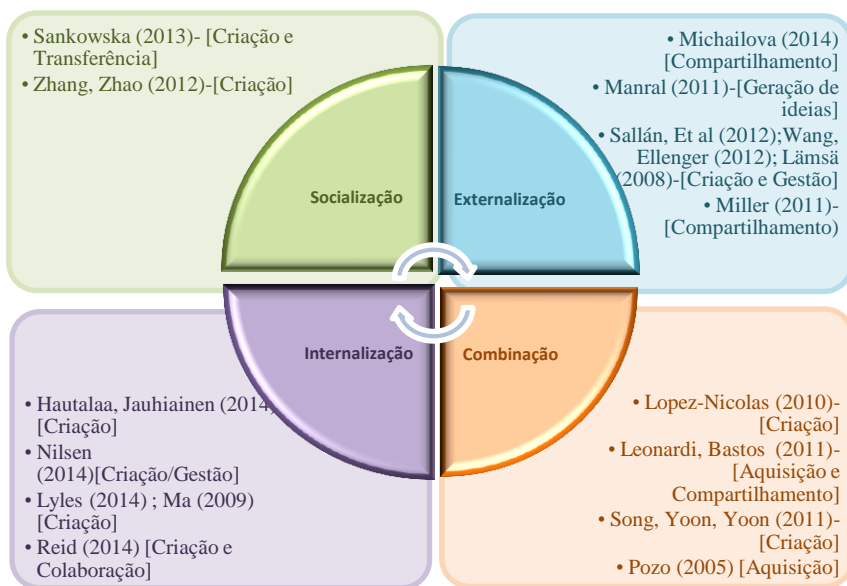 • Sankowska (2013)- [Criação e
Transferência]
• Zhang, Zhao (2012)-[Criação]
• Michailova (2014)
[Compartilhamento]
• Manral (2011)-[Geração de
ideias]
• Sallán, Et al (2012);Wang,
Ellenger (2012); Lämsä
(2008)-[Criação e Gestão]
• Miller (2011)-
[Compartilhamento)
Socialização
Externalização
Internalização
Combinação
• Hautalaa, Jauhiainen (2014)
[Criação]
• Nilsen
(2014)[Criação/Gestão]
• Lyles (2014) ; Ma (2009)
[Criação]
• Reid (2014) [Criação e
Colaboração]
• Lopez-Nicolas (2010)-
[Criação]
• Leonardi, Bastos (2011)-
[Aquisição e
Compartilhamento]
• Song, Yoon, Yoon (2011)-
[Criação]
• Pozo (2005) [Aquisição]